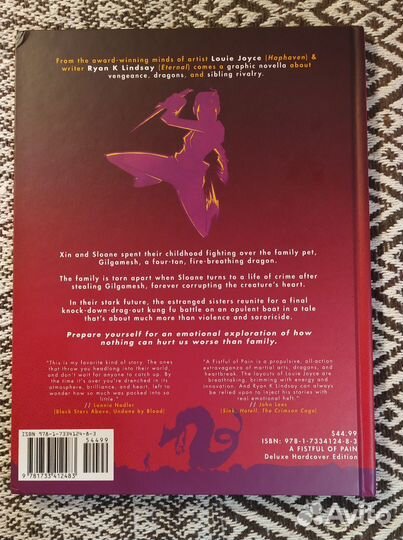 From the award-winning minds of artist Louie Joyce (Haphaven) &
writer Ryan K Lindsay (Eternal) comes a graphic novella about
vengeance, dragons, and sibling rivalry.
Xin and Sloane spent their childhood fighting over the family pet,
Gilgamesh, a four-ton, fire-breathing dragon.
The family is torn apart when Sloane turns to a life of crime after
stealing Gilgamesh, forever corrupting the creature's heart.
In their stark future, the estranged sisters reunite for a final
knock-down-drag-out kung fu battle on an opulent boat in a tale
that's about much more than violence and sororicide.
Prepare yourself for an emotional exploration of how
nothing can hurt us worse than family.
"This is my favorite kind of story. The ones
that throw you headlong into their world,
and don't wait for anyone to catch up. By
the time it's over you're drenched in its
atmosphere, brilliance, and heart, left to
wonder how so much was packed into so
little."
// Lonnie Nadler
(Black Stars Above, Undone by Blood)
"A Fistful of Pain is a propulsive, all-action
extravaganza of martial arts, dragons, and
heartbreak. The layouts of Louie Joyce are
breathtaking, brimming with energy and
innovation. And Ryan K Lindsay can always
be relied upon to inject his stories with
real emotional heft."
// John Lees
(Sink, Hotell, The Crimson Cage)
ISBN 978-1-7334124-8-3
54499
9 781733 412483
$44.99
ISBN: 978-1-7334124-8-3
A FISTFUL OF PAIN
Deluxe Hardcover Edition
Avito